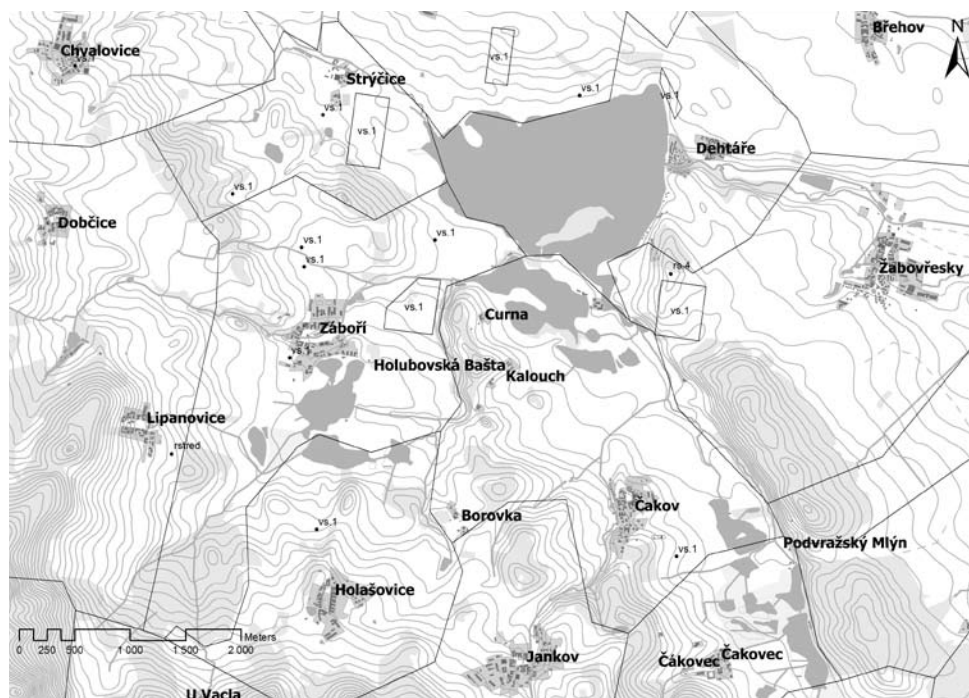 Chvalovice
vs.1
Strýčice
vs.1
vs.1
vs.1
vs.1
vs.1
Břehov
N
Dehtáře
Dobčice
vs.1
vs.1
vs.1
vs.1
rs.4
Žabovřesky
vs.1
vs.1
Curna
Záboří
Holubovská Bašta
Kalouch
Lipanovice
rstred
vs.1
Borovka
Čakov
vs.1
Podvražský Mlýn
Holašovice
Jankov
Čákovec
Čakovec
Meters
0 250 500 1 000 1 500 2 000
U Vacla